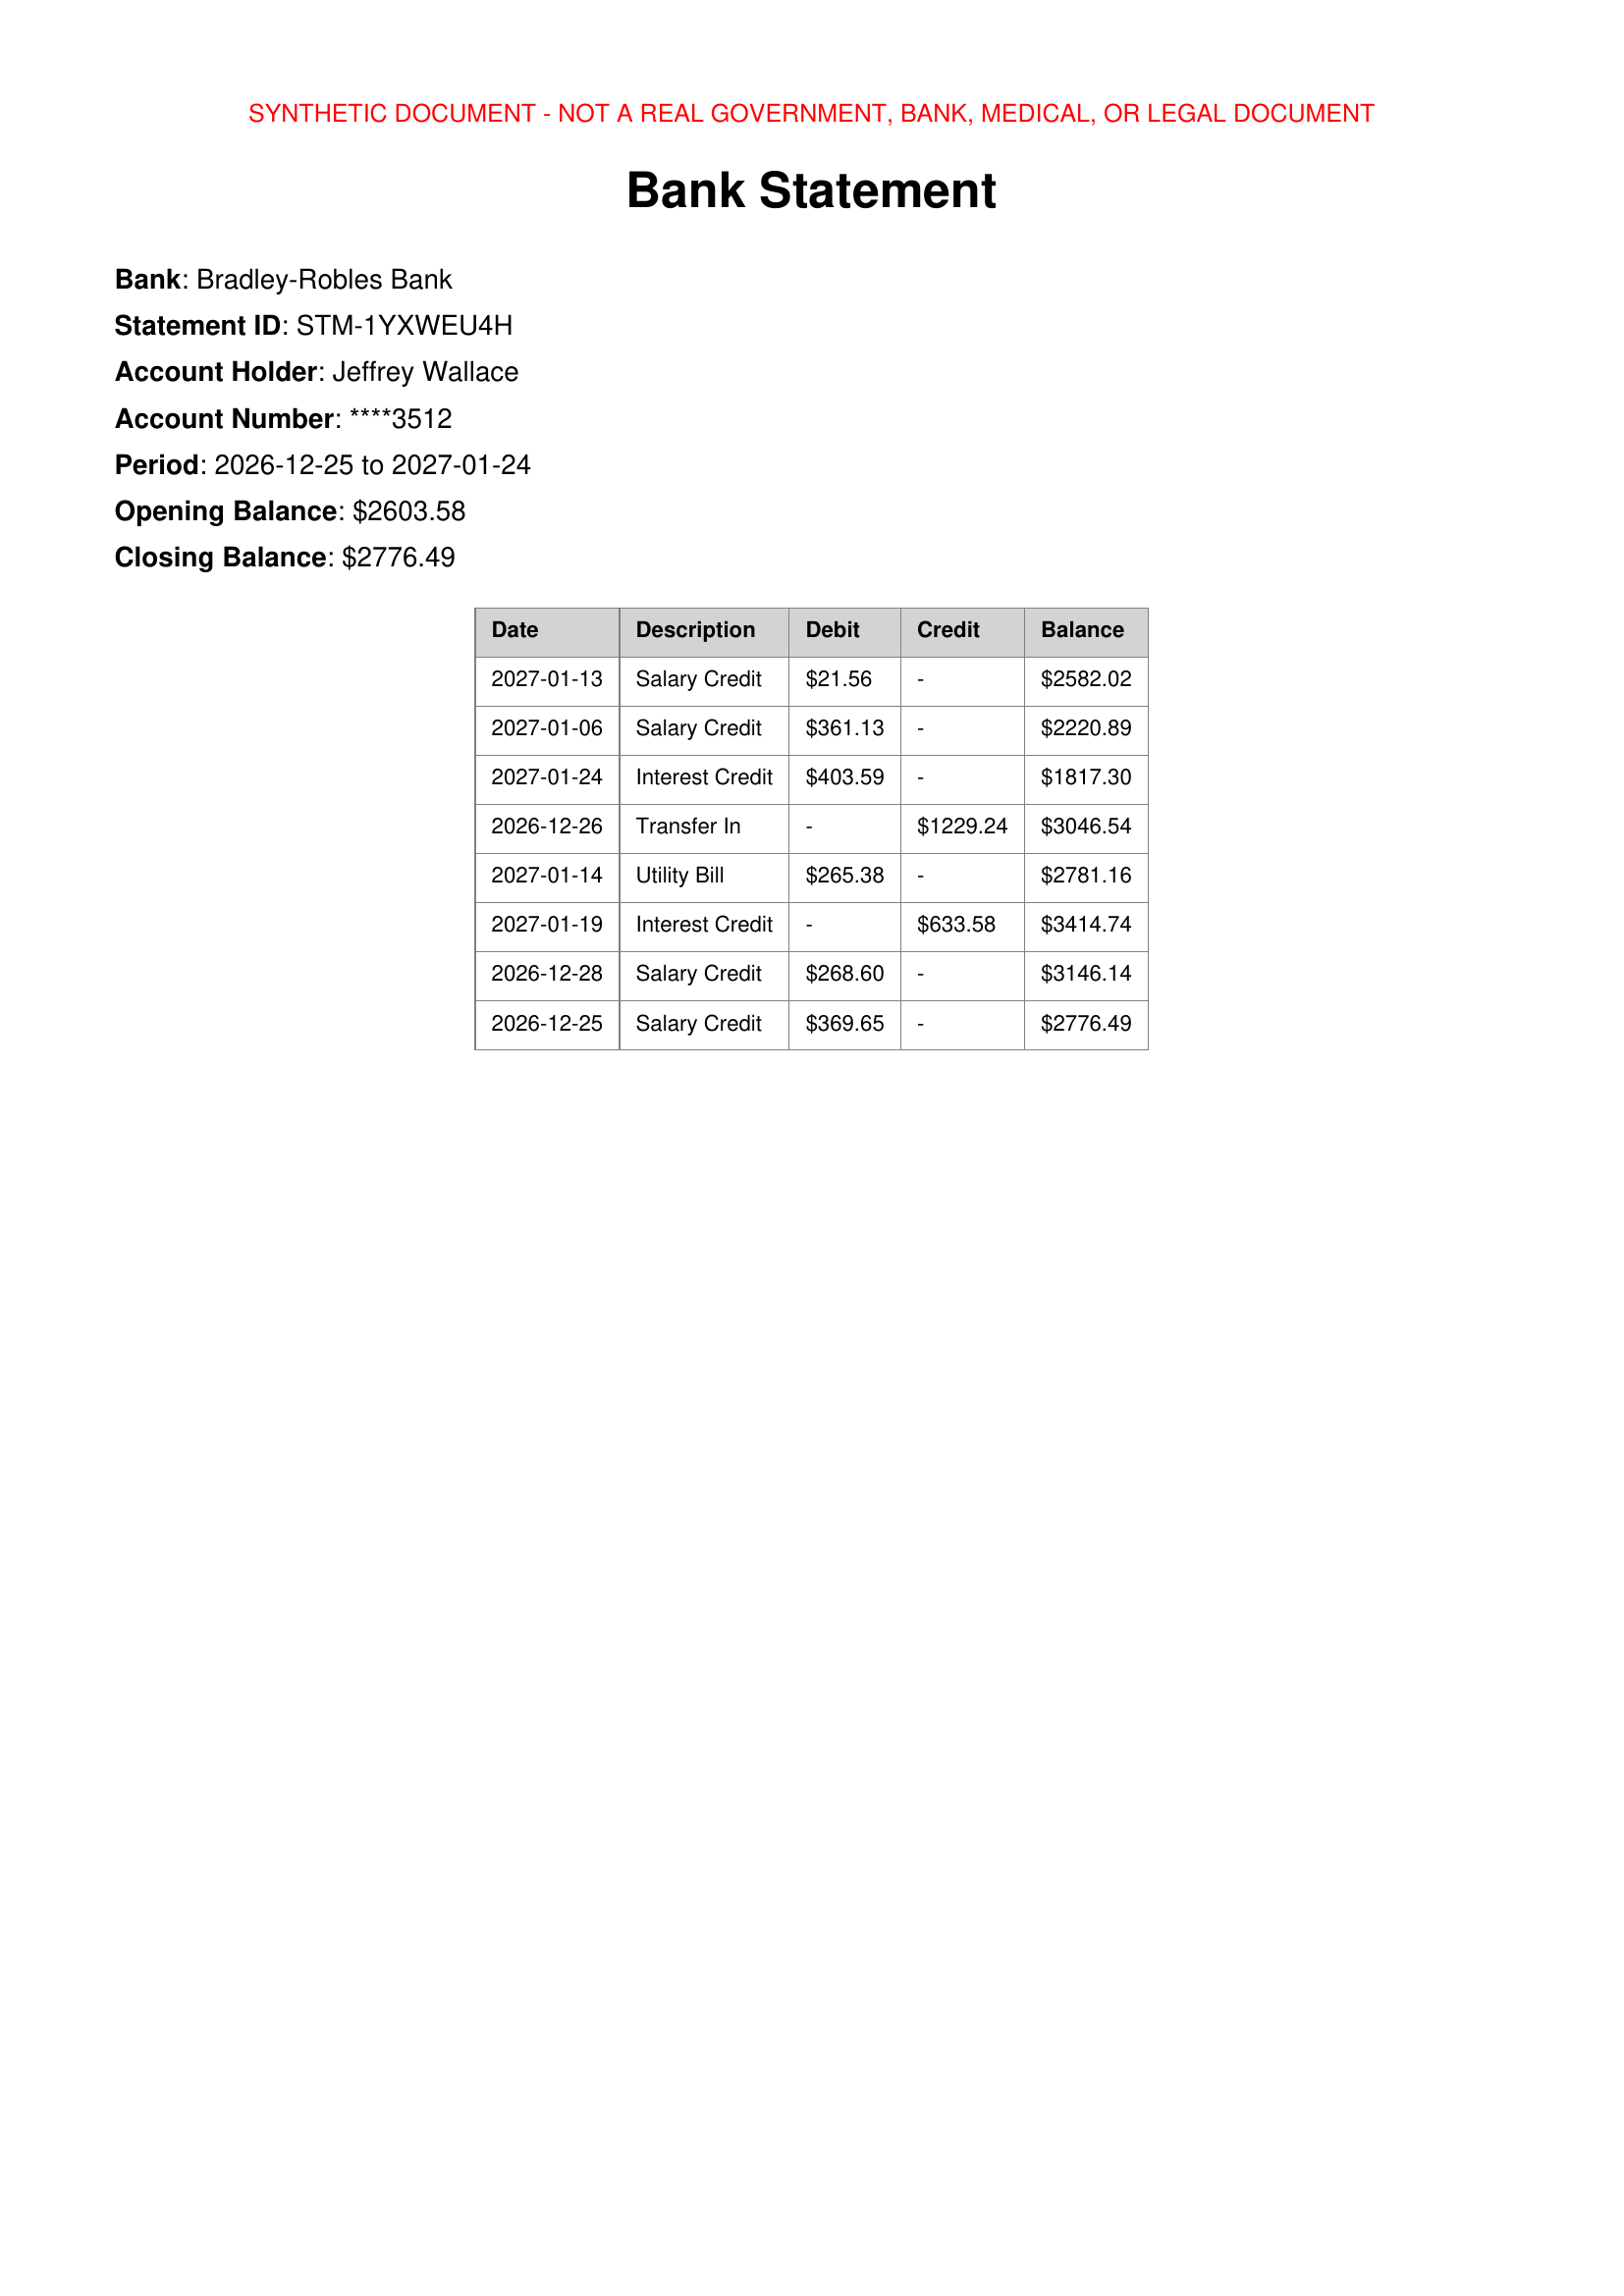 SYNTHETIC DOCUMENT - NOT A REAL GOVERNMENT, BANK, MEDICAL, OR LEGAL DOCUMENT
Bank Statement
Bank: Bradley-Robles Bank
Statement ID: STM-1YXWEU4H
Account Holder: Jeffrey Wallace
Account Number: ****3512
Period: 2026-12-25 to 2027-01-24
Opening Balance: $2603.58
Closing Balance: $2776.49
Date Description Debit Credit Balance
2027-01-13 Salary Credit $21.56 - $2582.02
2027-01-06 Salary Credit $361.13 - $2220.89
2027-01-24 Interest Credit $403.59 - $1817.30
2026-12-26 Transfer In - $1229.24 $3046.54
2027-01-14 Utility Bill $265.38 - $2781.16
2027-01-19 Interest Credit - $633.58 $3414.74
2026-12-28 Salary Credit $268.60 - $3146.14
2026-12-25 Salary Credit $369.65 - $2776.49